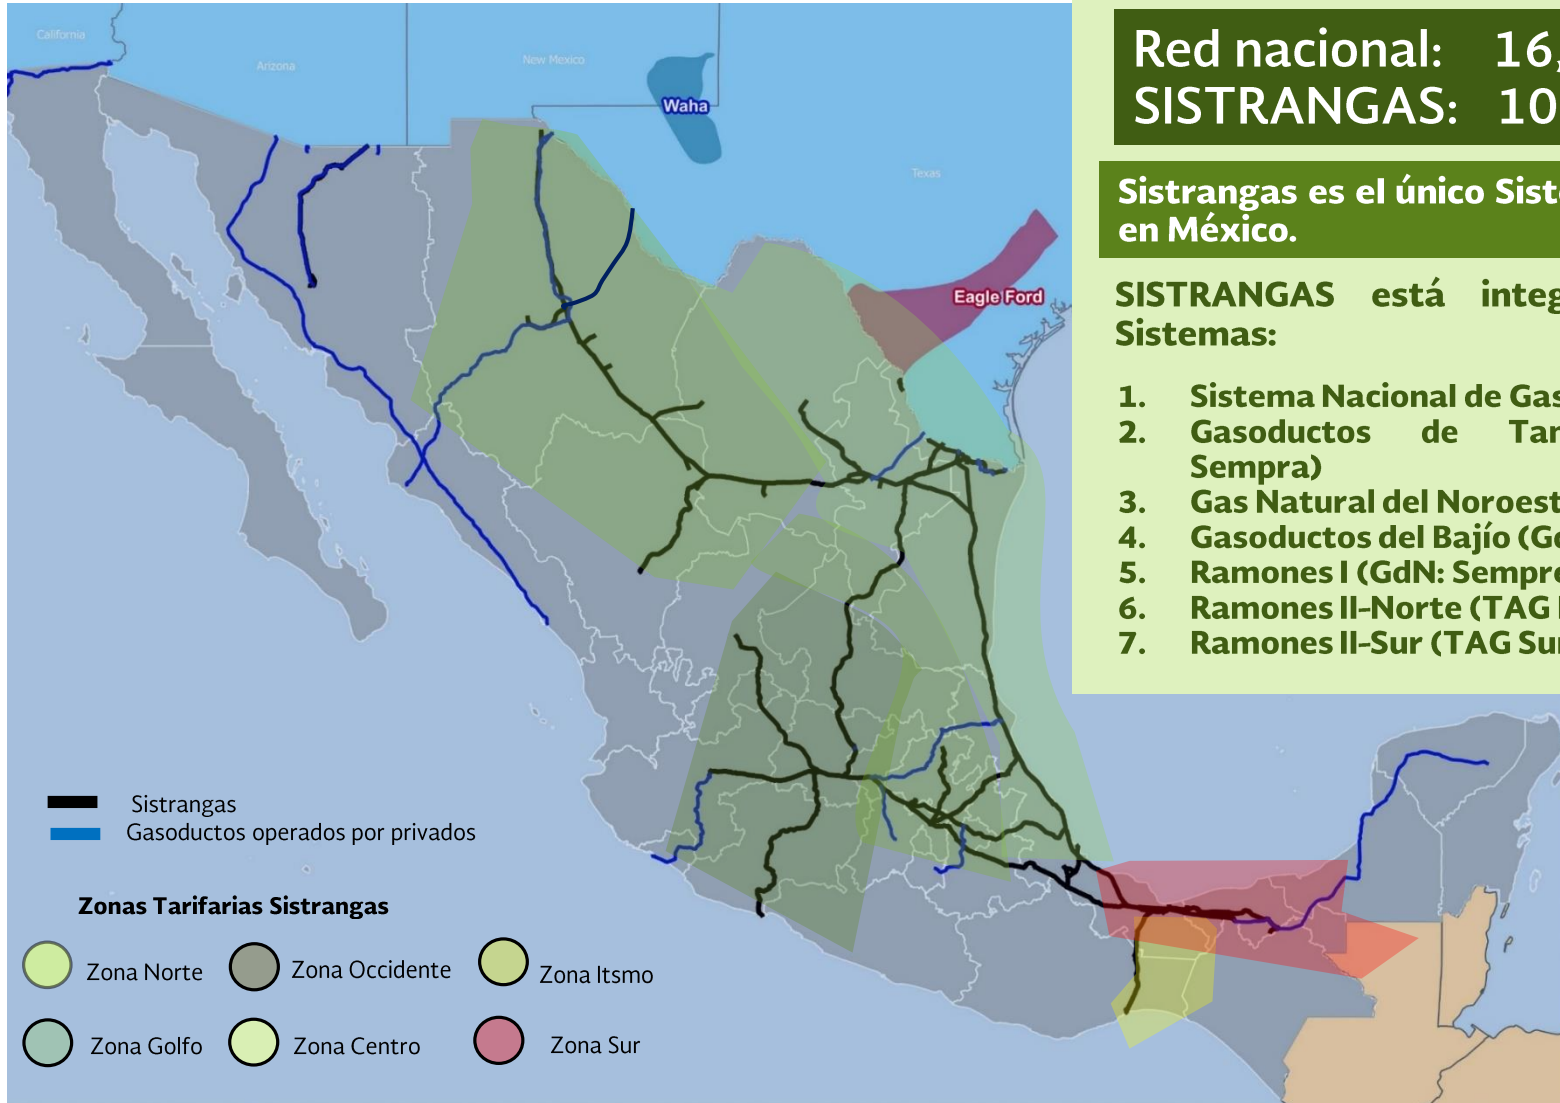 California
Arizona
New Mexico
Waha
Texas
Eagle Ford
Red nacional: 16,
SISTRANGAS: 10
Sistrangas es el único Sist
en México.
SISTRANGAS está integ
Sistemas:
1. Sistema Nacional de Gas
2. Gasoductos de Tam
Sempra)
3. Gas Natural del Noroest
4. Gasoductos del Bajío (G
5. Ramones I (GdN: Sempr
6. Ramones II-Norte (TAG
7. Ramones II-Sur (TAG Su
Sistrangas
Gasoductos operados por privados
Zonas Tarifarias Sistrangas
Zona Norte
Zona Occidente
Zona Itsmo
Zona Golfo
Zona Centro
Zona Sur